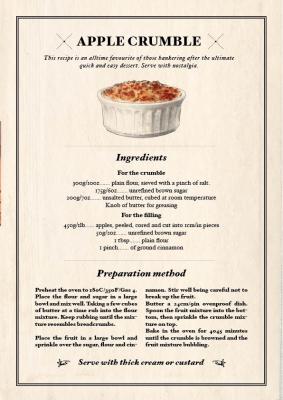 APPLE CRUMBLE
This recipe is an alltime favourite of those hankering after the ultimate
quick and easy dessert. Serve with nostalgia.
Ingredients
For the crumble
300g/10oz...... plain flour, sieved with a pinch of salt.
175g/6oz...... unrefined brown sugar
200g/7oz...... unsalted butter, cubed at room temperature
Knob of butter for greasing
For the filling
450g/1lb...... apples, peeled, cored and cut into 1cm/in pieces
50g/2oz...... unrefined brown sugar
1 tbsp...... plain flour
1 pinch...... of ground cinnamon
Preparation method
Preheat the oven to 180C/350F/Gas 4.
Place the flour and sugar in a large
bowl and mix well. Taking a few cubes
of butter at a time rub into the flour
mixture. Keep rubbing until the mix-
ture resembles breadcrumbs.
Place the fruit in a large bowl and
sprinkle over the sugar, flour and cin-
namon. Stir well being careful not to
break up the fruit.
Butter a 24cm/9in ovenproof dish.
Spoon the fruit mixture into the bot-
tom, then sprinkle the crumble mix-
ture on top.
Bake in the oven for 4045 minutes
until the crumble is browned and the
fruit mixture bubbling.
Serve with thick cream or custard